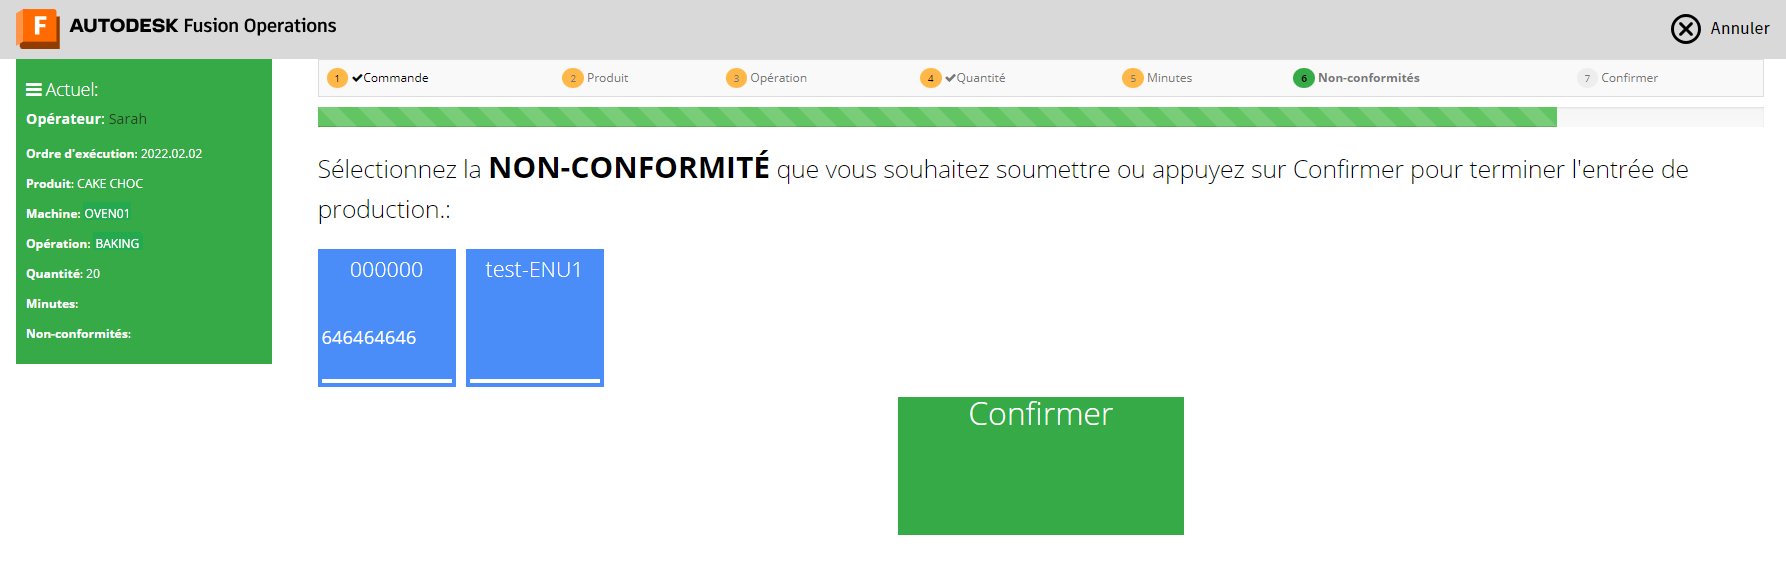 F AUTODESK Fusion Operations
Annuler
Actuel:
Opérateur: Sarah
Ordre d'exécution: 2022.02.02
Produit: CAKE CHOC
Machine: OVEN01
Opération: BAKING
Quantité: 20
Minutes:
Non-conformités:
1 Commande 2 Produit 3 Opération 4 Quantité 5 Minutes 6 Non-conformités 7 Confirmer
Sélectionnez la NON-CONFORMITÉ que vous souhaitez soumettre ou appuyez sur Confirmer pour terminer l'entrée de
production.:
000000
646464646
test-ENU1
Confirmer